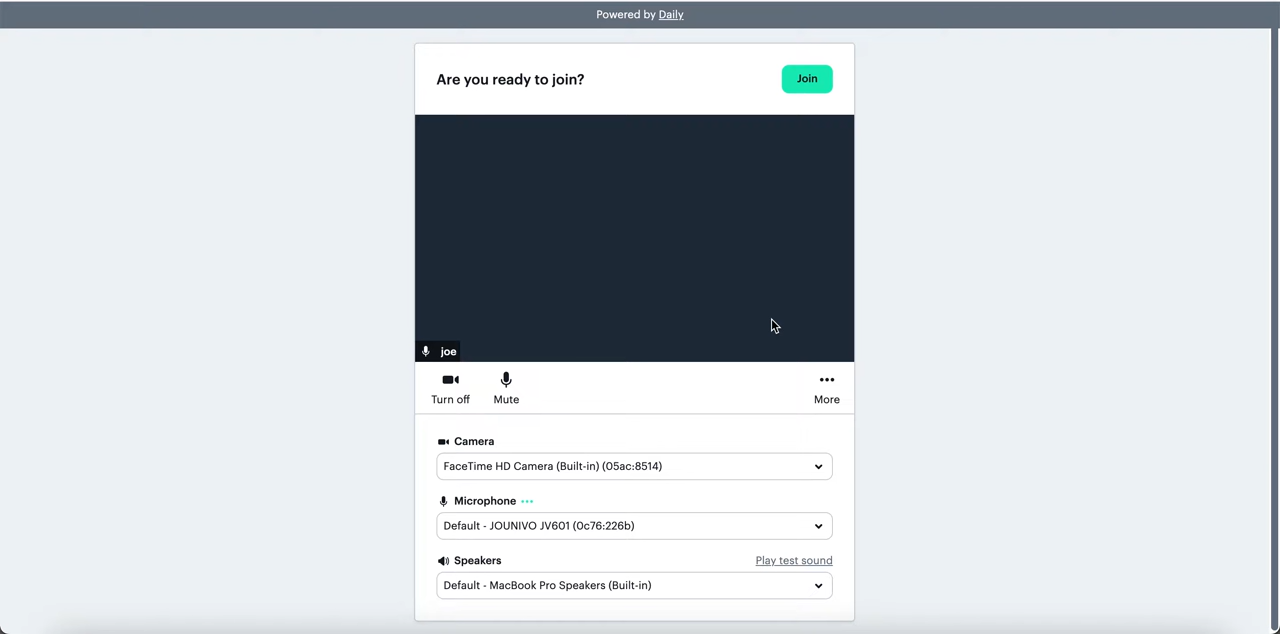 Powered by Daily
Are you ready to join?
Join
joe
Turn off
Mute
More
Camera
FaceTime HD Camera (Built-in) (05ac:8514)
Microphone
Default - JOUNIVO JV601 (0c76:226b)
Speakers
Play test sound
Default - MacBook Pro Speakers (Built-in)